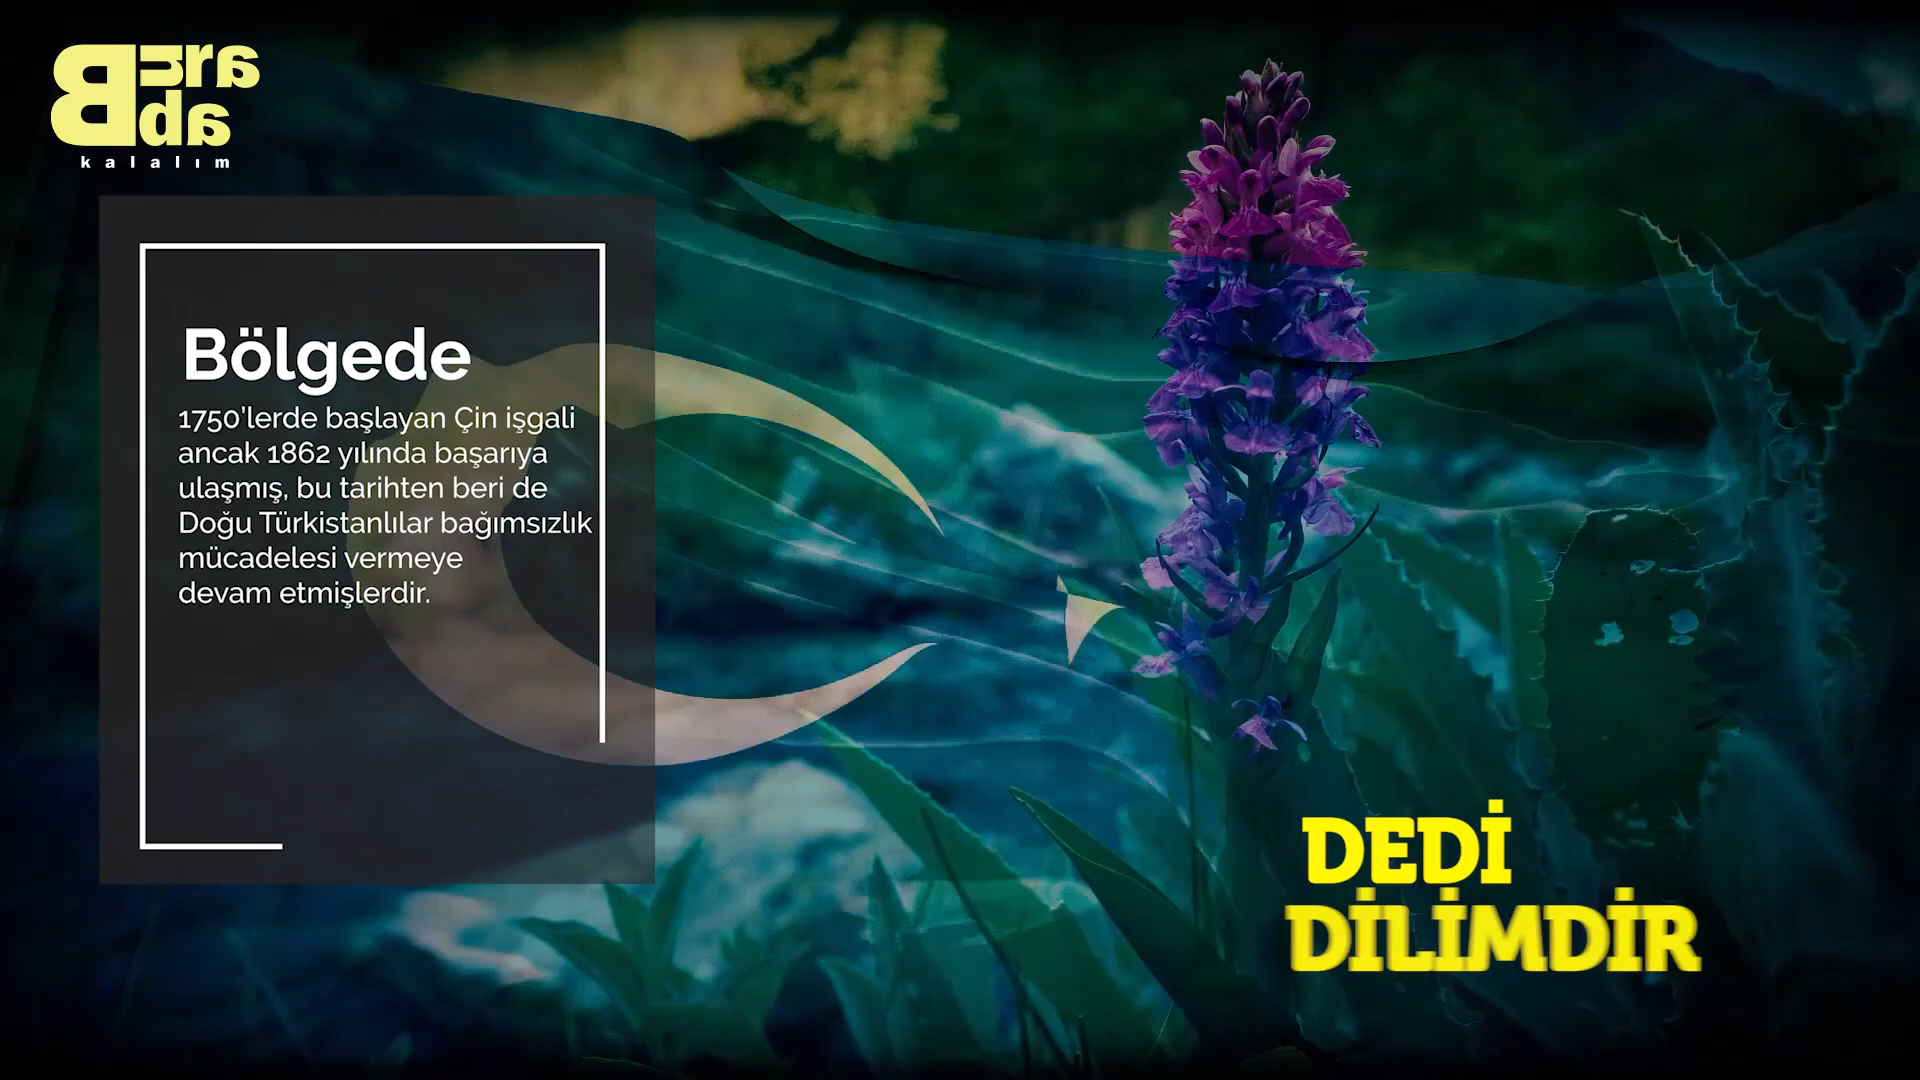 kalalım
Bölgede
1750'lerde başlayan Çin işgali
ancak 1862 yılında başarıya
ulaşmış, bu tarihten beri de
Doğu Türkistanlılar bağımsızlık
mücadelesi vermeye
devam etmişlerdir.
DEDİ
DİLİMDİR